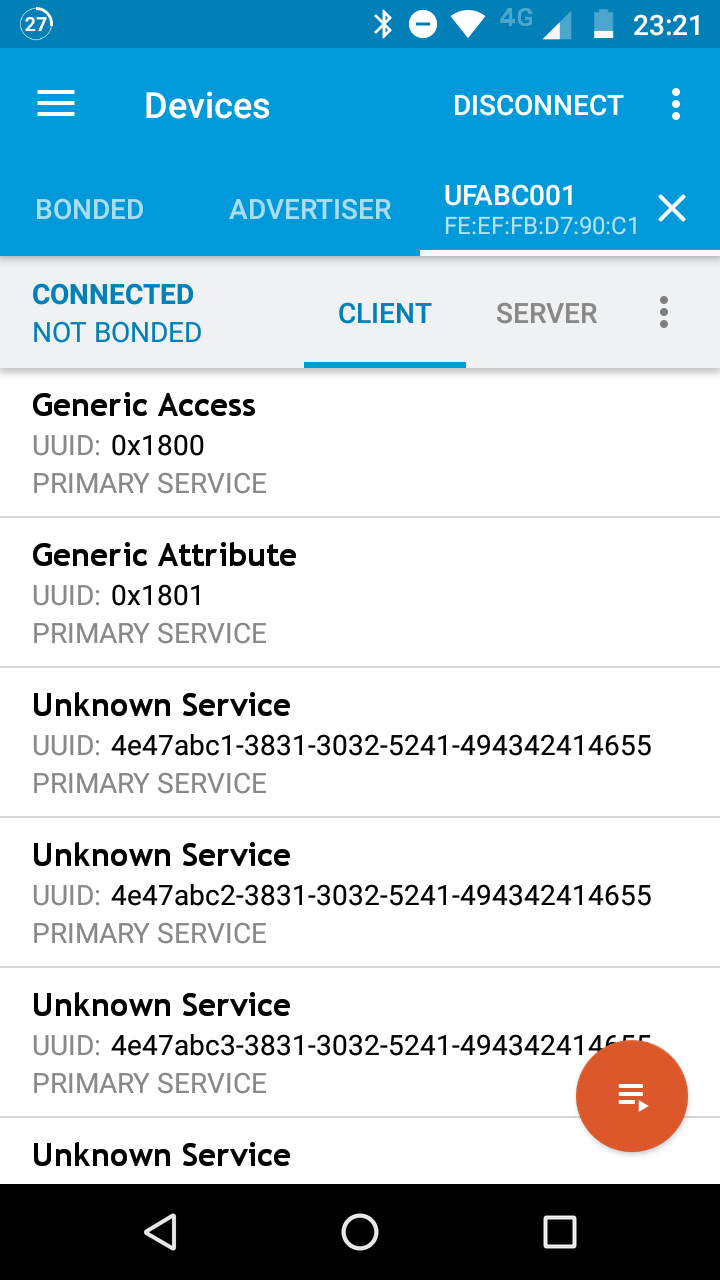 27
4G
23:21
Devices
DISCONNECT
BONDED
ADVERTISER
UFABC001
FE:EF:FB:D7:90:C1
CONNECTED
NOT BONDED
CLIENT
SERVER
Generic Access
UUID: 0x1800
PRIMARY SERVICE
Generic Attribute
UUID: 0x1801
PRIMARY SERVICE
Unknown Service
UUID: 4e47abc1-3831-3032-5241-494342414655
PRIMARY SERVICE
Unknown Service
UUID: 4e47abc2-3831-3032-5241-494342414655
PRIMARY SERVICE
Unknown Service
UUID: 4e47abc3-3831-3032-5241-494342414655
PRIMARY SERVICE
Unknown Service